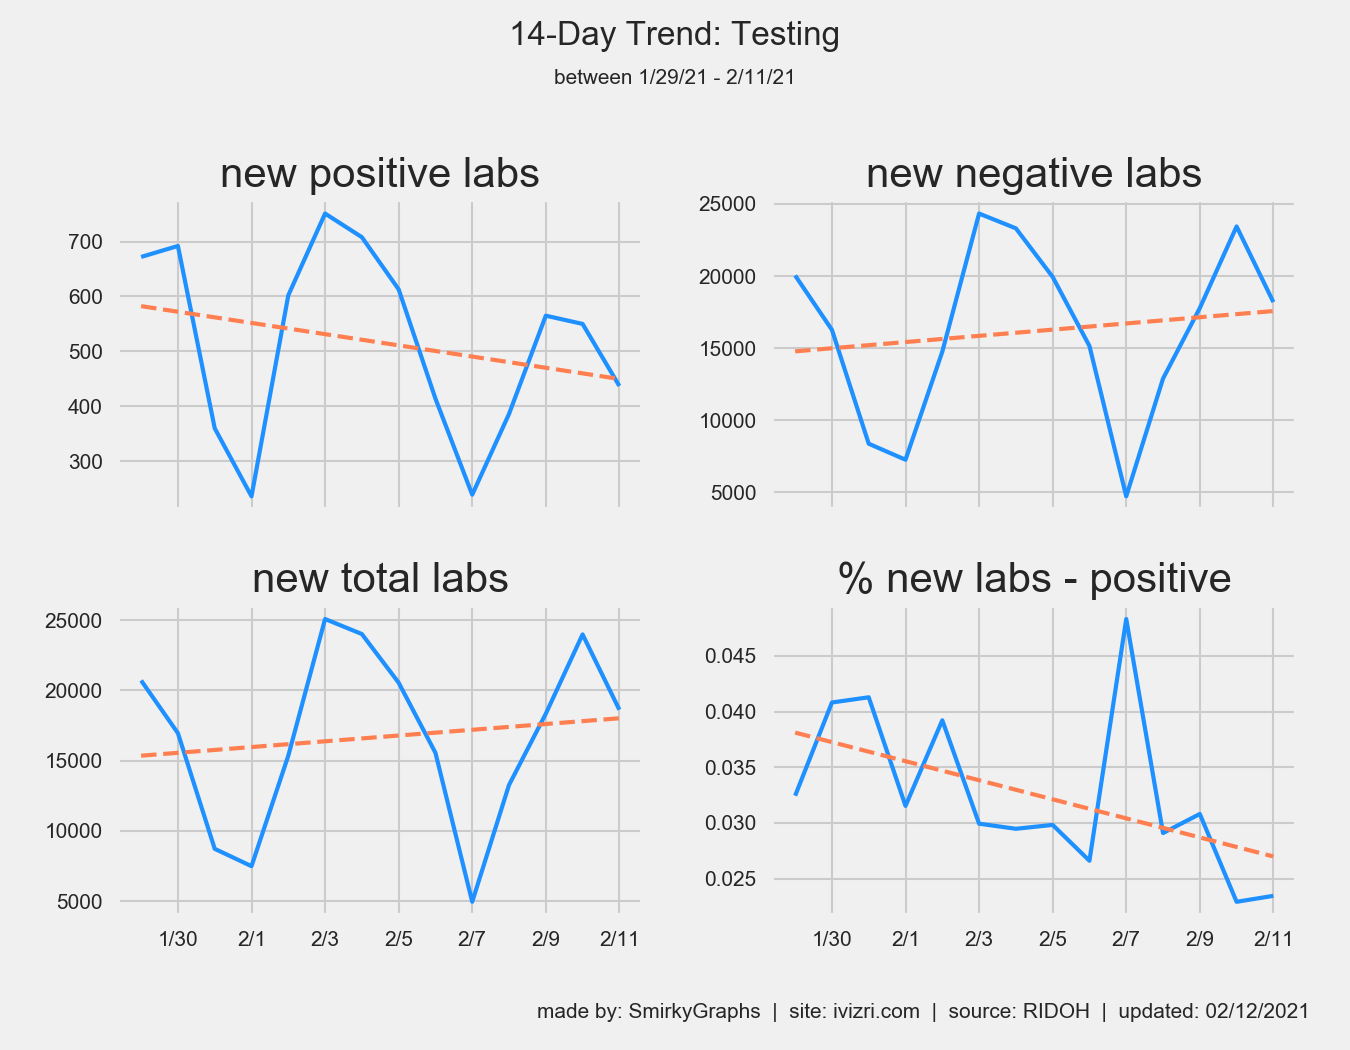 14-Day Trend: Testing
between 1/29/21 - 2/11/21
new positive labs
700
600
500
400
300
new negative labs
25000
20000
15000
10000
5000
new total labs
25000
20000
15000
10000
5000
1/30 2/1 2/3 2/5 2/7 2/9 2/11
% new labs - positive
0.045
0.040
0.035
0.030
0.025
1/30 2/1 2/3 2/5 2/7 2/9 2/11
made by: SmirkyGraphs | site: ivizri.com | source: RIDOH | updated: 02/12/2021